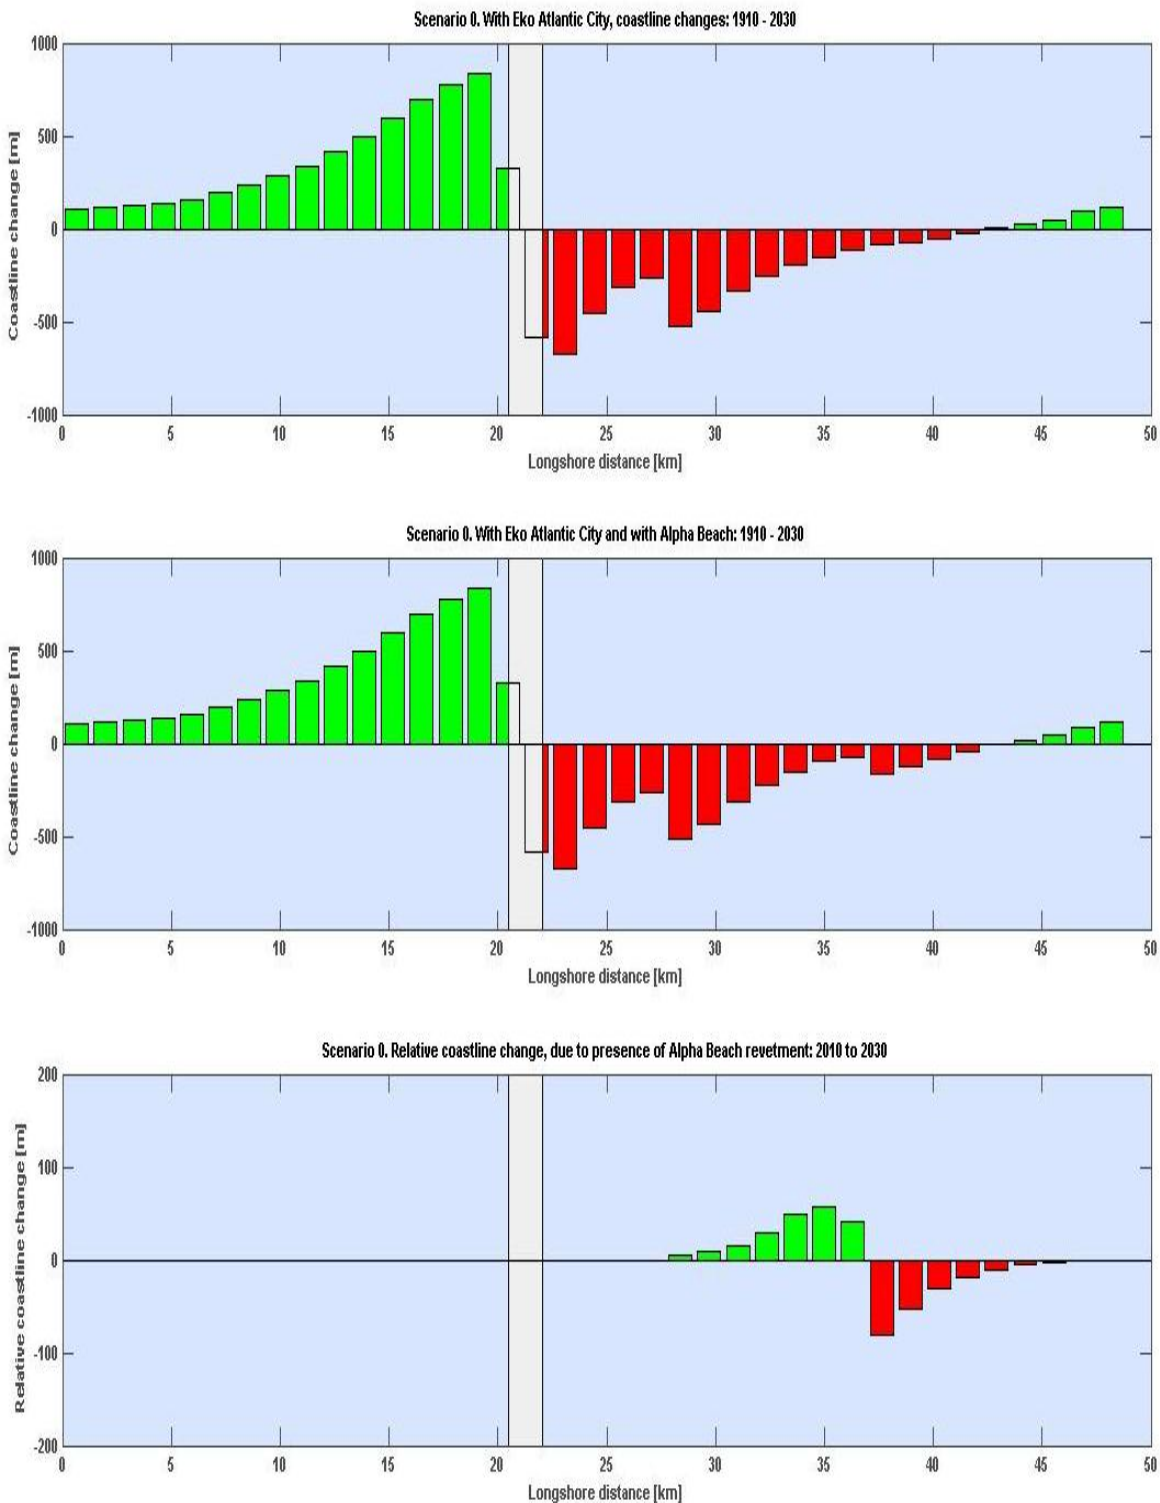 Scenario 0. With Eko Atlantic City, coastline changes: 1910 - 2030
1000
500
0
-500
-1000
Coastline change [m]
0 5 10 15 20 25 30 35 40 45 50
Longshore distance [km]
Scenario 0. With Eko Atlantic City and with Alpha Beach: 1910 - 2030
1000
500
0
-500
-1000
Coastline change [m]
0 5 10 15 20 25 30 35 40 45 50
Longshore distance [km]
Scenario 0. Relative coastline change, due to presence of Alpha Beach revetment: 2010 to 2030
200
100
0
-100
-200
Relative coastline change [m]
0 5 10 15 20 25 30 35 40 45 50
Longshore distance [km]